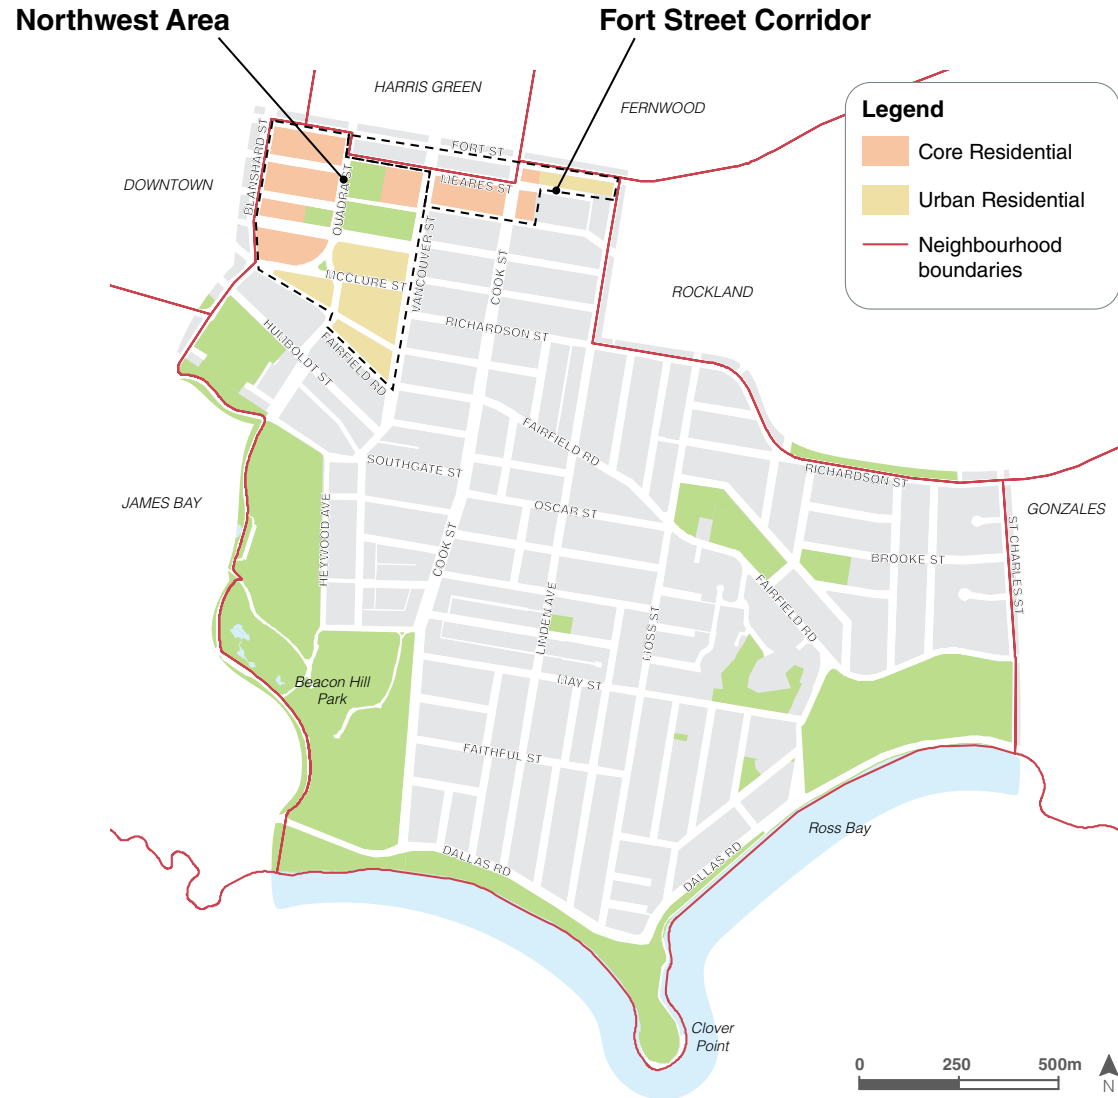 Northwest Area
Fort Street Corridor
HARRIS GREEN
FERNWOOD
Legend
Core Residential
Urban Residential
Neighbourhood
boundaries
DOWNTOWN
BLANSHARD ST
FORT ST
MEARES ST
QUADRA ST
VANCOUVER ST
MCCLURE ST
COOK ST
ROCKLAND
RICHARDSON ST
HUMBOLDT ST
FAIRFIELD RD
FAIRFIELD RD
SOUTHGATE ST
RICHARDSON ST
JAMES BAY
HEYWOOD AVE
OSCAR ST
GONZALES
COOK ST
BROOKE ST
ST CHARLES ST
LINDEN AVE
MOSS ST
FAIRFIELD RD
Beacon Hill
Park
MAY ST
FAITHFUL ST
Ross Bay
DALLAS RD
DALLAS RD
Clover
Point
0 250 500m
N